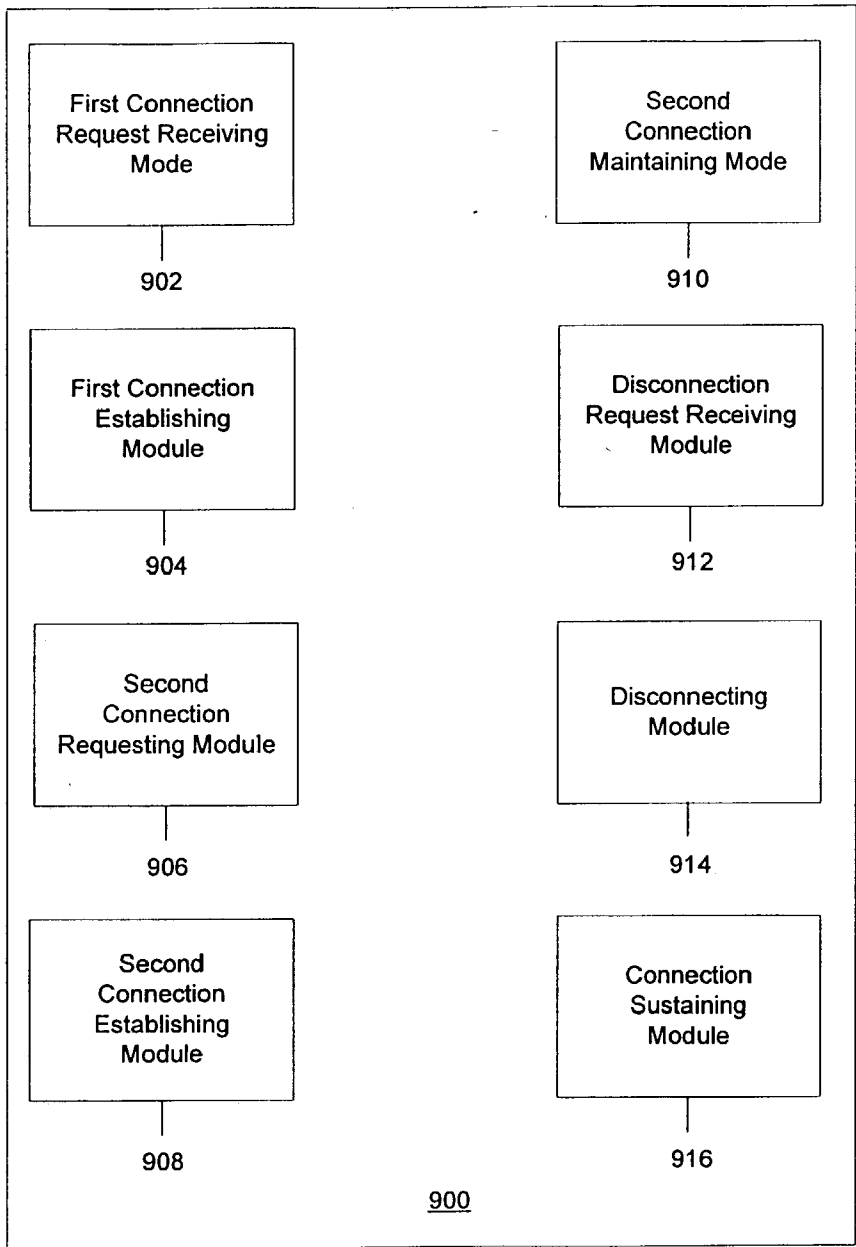 First Connection
Request Receiving
Mode
902
First Connection
Establishing
Module
904
Second
Connection
Requesting Module
906
Second
Connection
Establishing
Module
908
Second
Connection
Maintaining Mode
910
Disconnection
Request Receiving
Module
912
Disconnecting
Module
914
Connection
Sustaining
Module
916
900